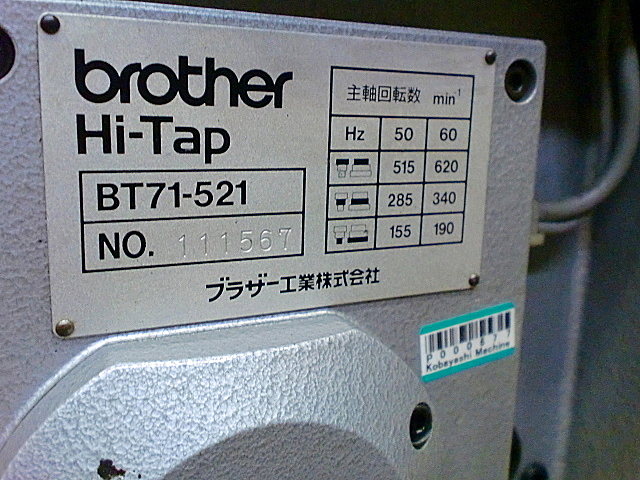 brother
Hi-Tap
BT71-521
NO. 111567
主軸回転数 min⁻¹
Hz 50 60
515 620
285 340
155 190
ブラザー工業株式会社
P000677
Kobayashi Machine